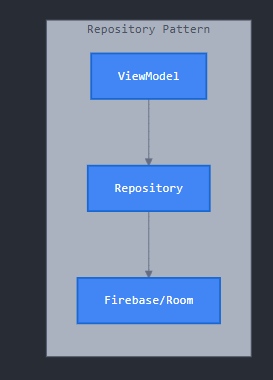 Repository Pattern
ViewModel
Repository
Firebase/Room